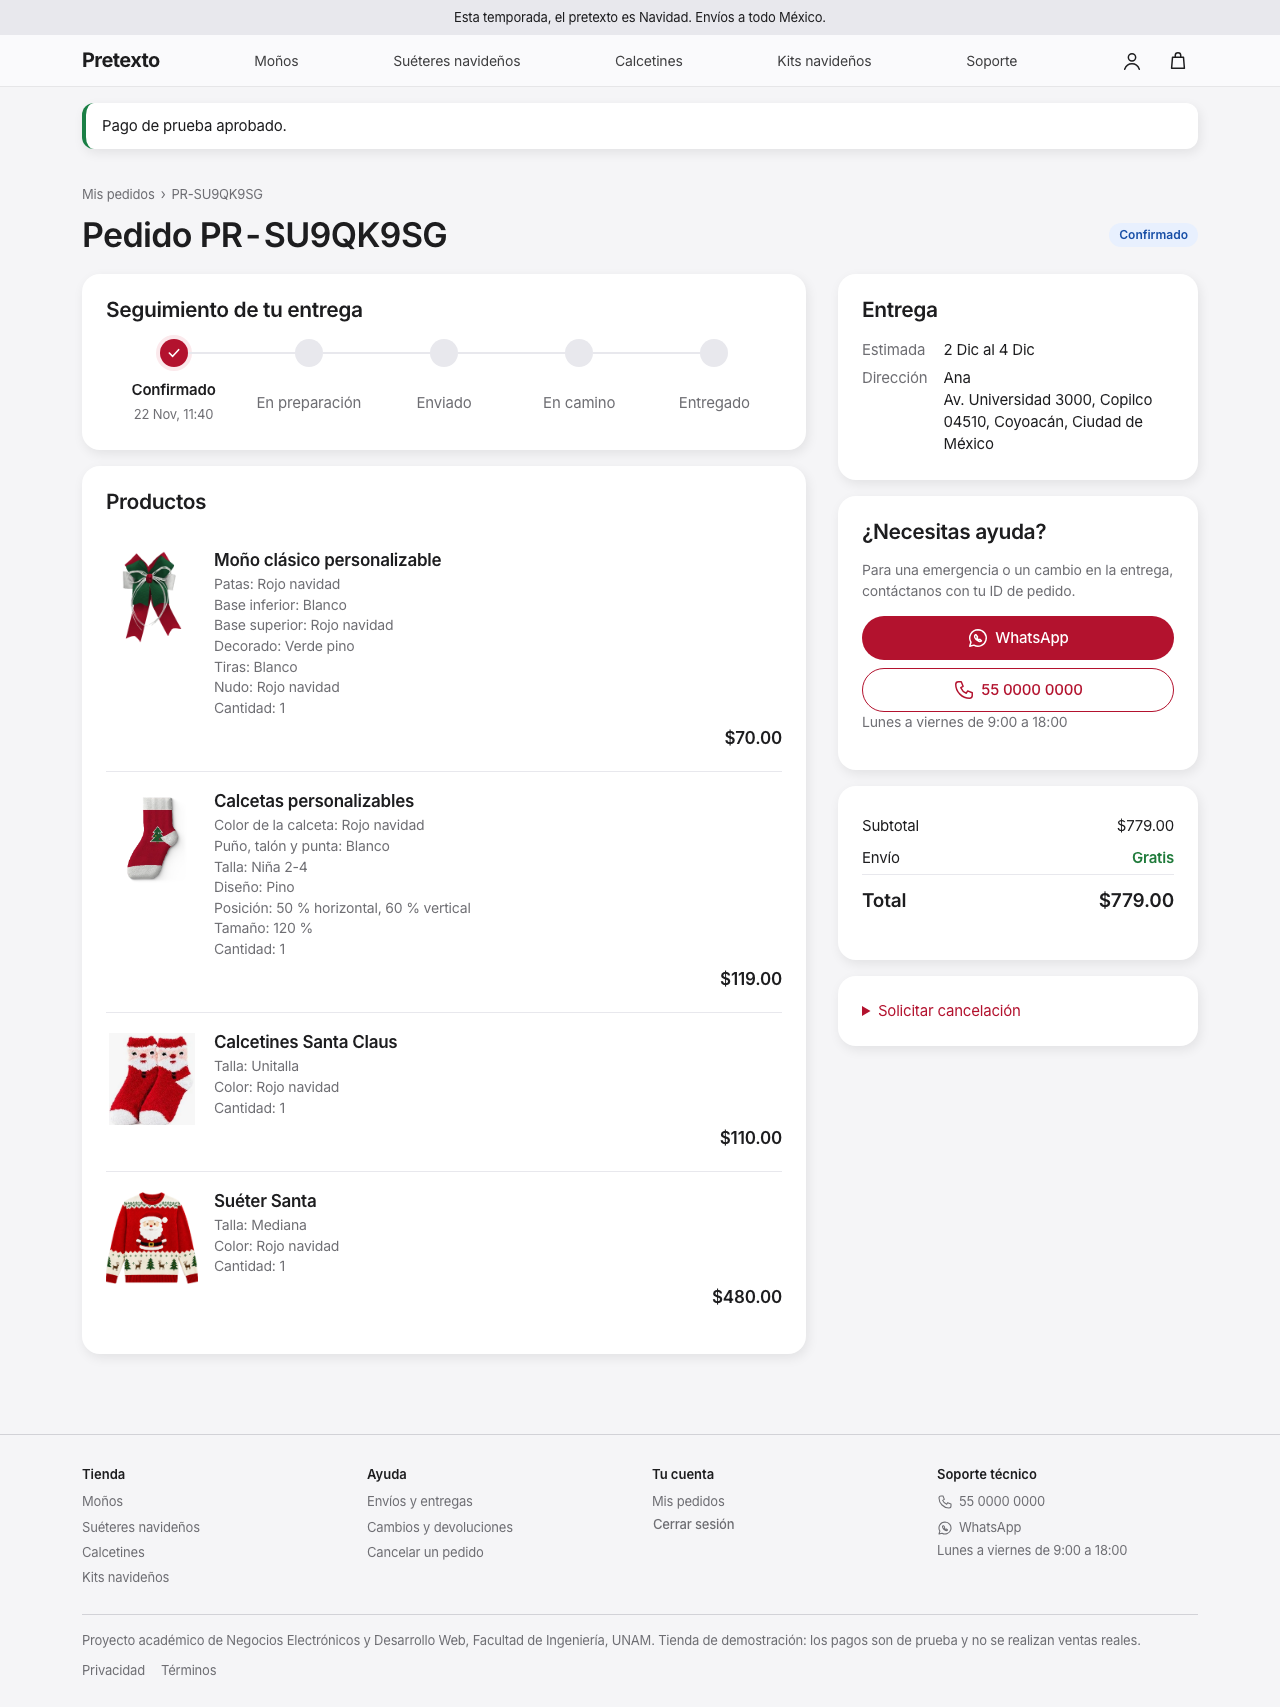 Esta temporada, el pretexto es Navidad. Envíos a todo México.
Pretexto
Moños
Suéteres navideños
Calcetines
Kits navideños
Soporte
Pago de prueba aprobado.
Mis pedidos › PR-SU9QK9SG
Pedido PR-SU9QK9SG
Confirmado
Seguimiento de tu entrega
Confirmado
22 Nov, 11:40
En preparación
Enviado
En camino
Entregado
Productos
Moño clásico personalizable
Patas: Rojo navidad
Base inferior: Blanco
Base superior: Rojo navidad
Decorado: Verde pino
Tiras: Blanco
Nudo: Rojo navidad
Cantidad: 1
$70.00
Calcetas personalizables
Color de la calceta: Rojo navidad
Puño, talón y punta: Blanco
Talla: Niña 2-4
Diseño: Pino
Posición: 50 % horizontal, 60 % vertical
Tamaño: 120 %
Cantidad: 1
$119.00
Calcetines Santa Claus
Talla: Unitalla
Color: Rojo navidad
Cantidad: 1
$110.00
Suéter Santa
Talla: Mediana
Color: Rojo navidad
Cantidad: 1
$480.00
Entrega
Estimada 2 Dic al 4 Dic
Dirección Ana
Av. Universidad 3000, Copilco
04510, Coyoacán, Ciudad de
México
¿Necesitas ayuda?
Para una emergencia o un cambio en la entrega,
contáctanos con tu ID de pedido.
WhatsApp
55 0000 0000
Lunes a viernes de 9:00 a 18:00
Subtotal $779.00
Envío Gratis
Total $779.00
Solicitar cancelación
Tienda
Moños
Suéteres navideños
Calcetines
Kits navideños
Ayuda
Envíos y entregas
Cambios y devoluciones
Cancelar un pedido
Tu cuenta
Mis pedidos
Cerrar sesión
Soporte técnico
55 0000 0000
WhatsApp
Lunes a viernes de 9:00 a 18:00
Proyecto académico de Negocios Electrónicos y Desarrollo Web, Facultad de Ingeniería, UNAM. Tienda de demostración: los pagos son de prueba y no se realizan ventas reales.
Privacidad Términos